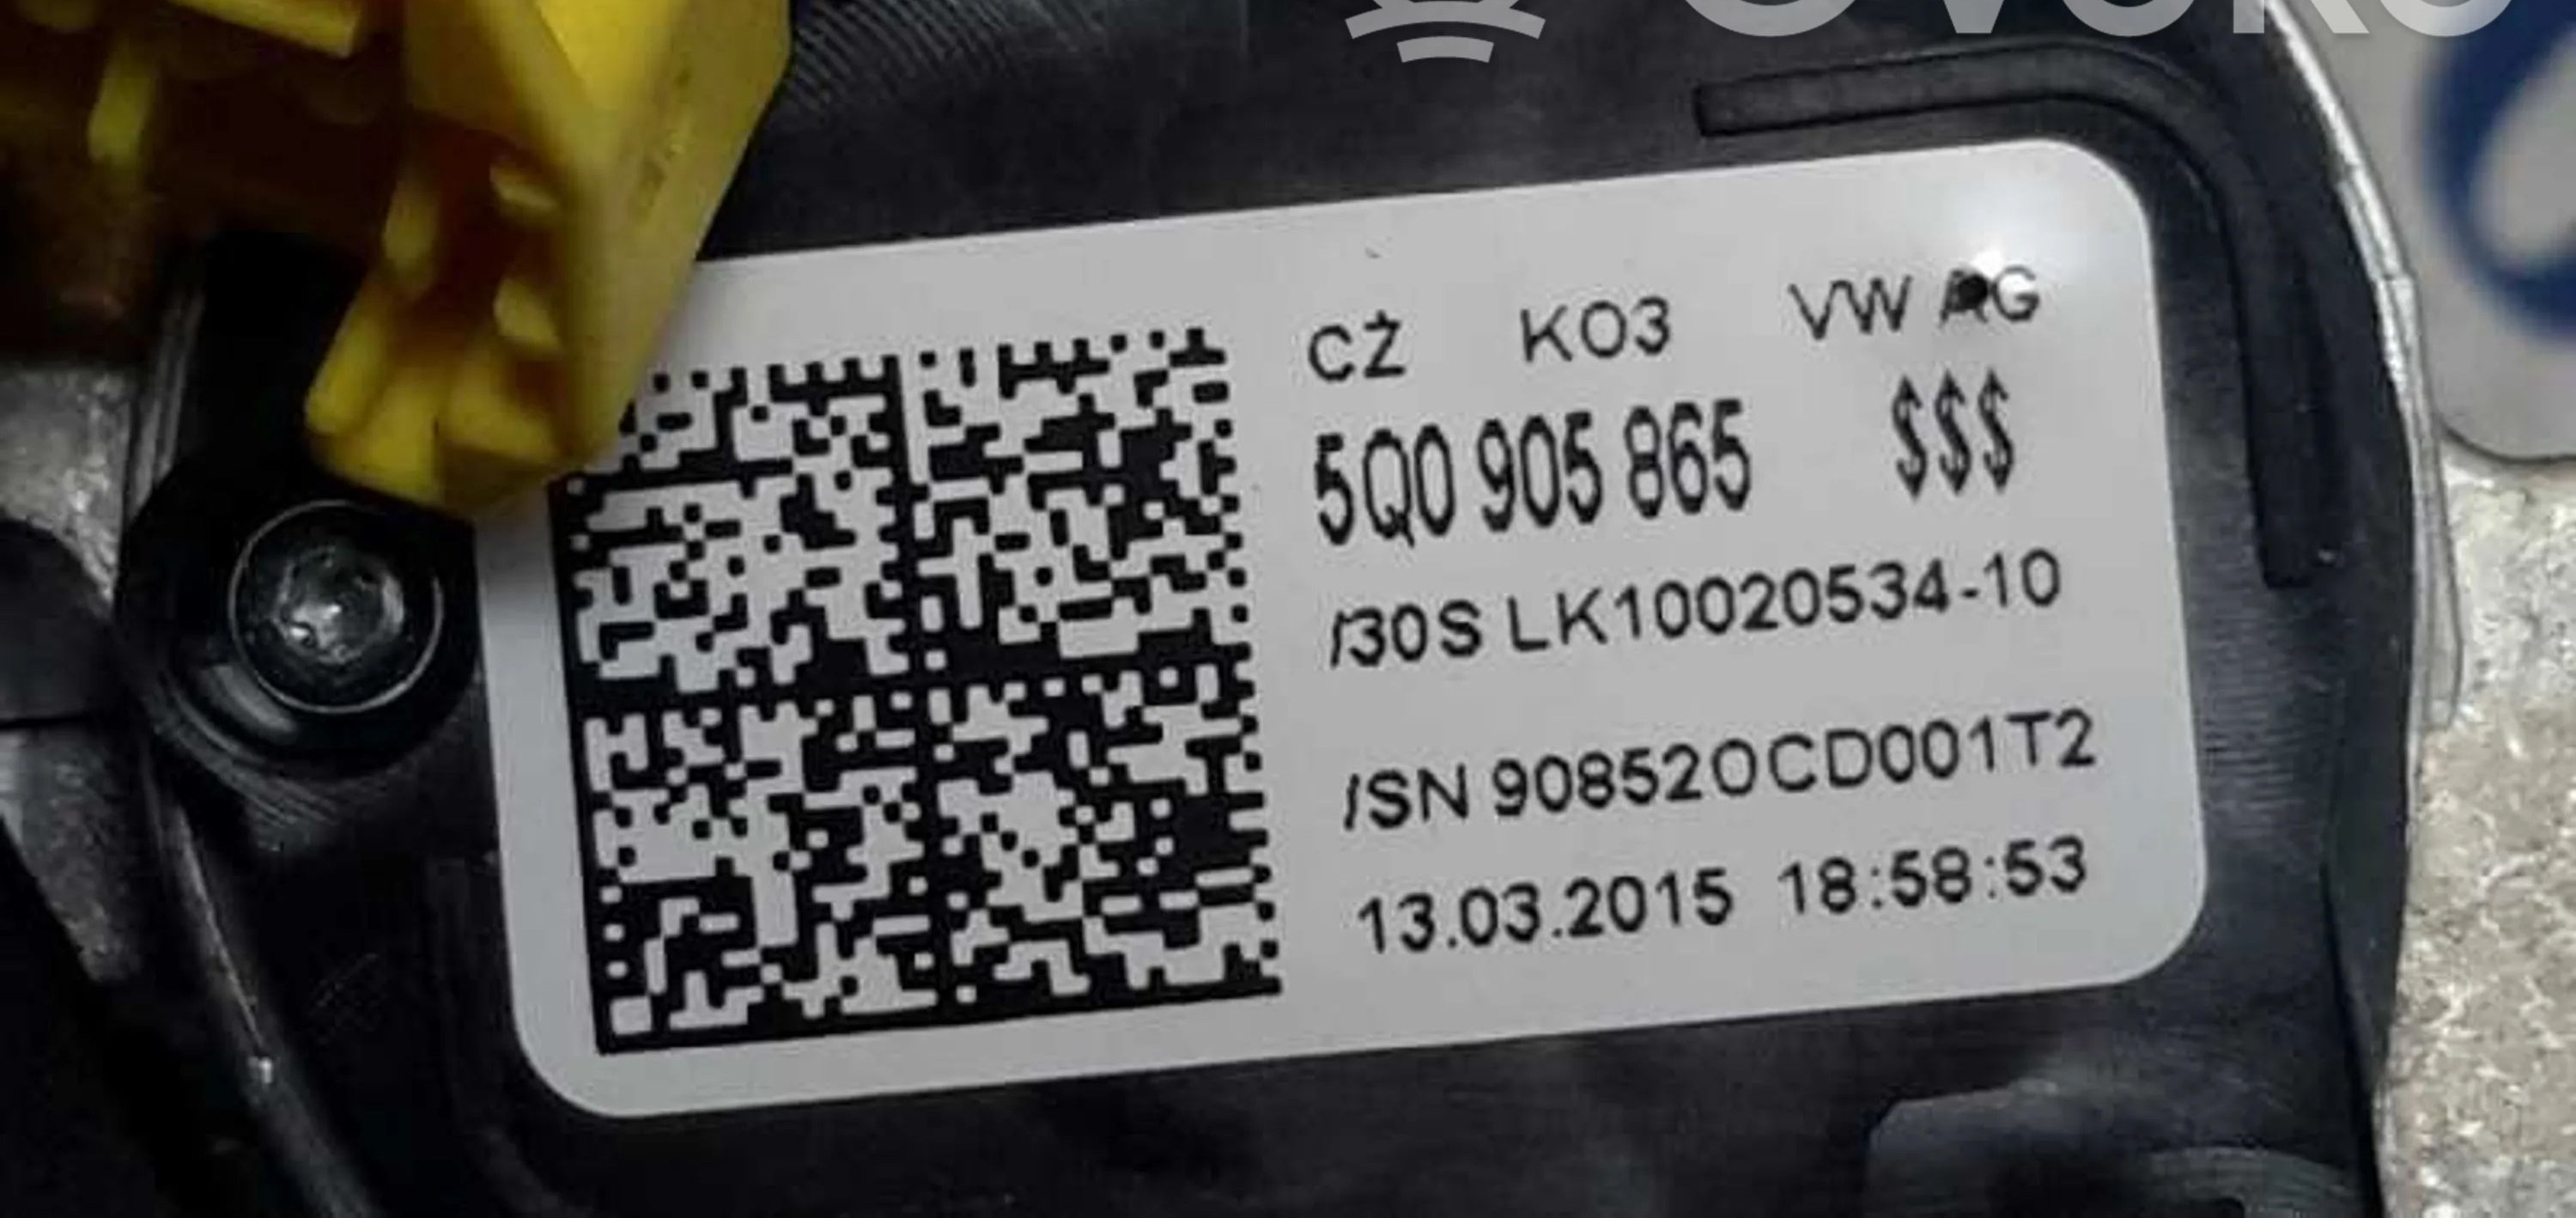 CŻ KO3 VW AG
5Q0 905 865 $$$
/30S LK10020534-10
/SN 908520CD001T2
13.03.2015 18:58:53